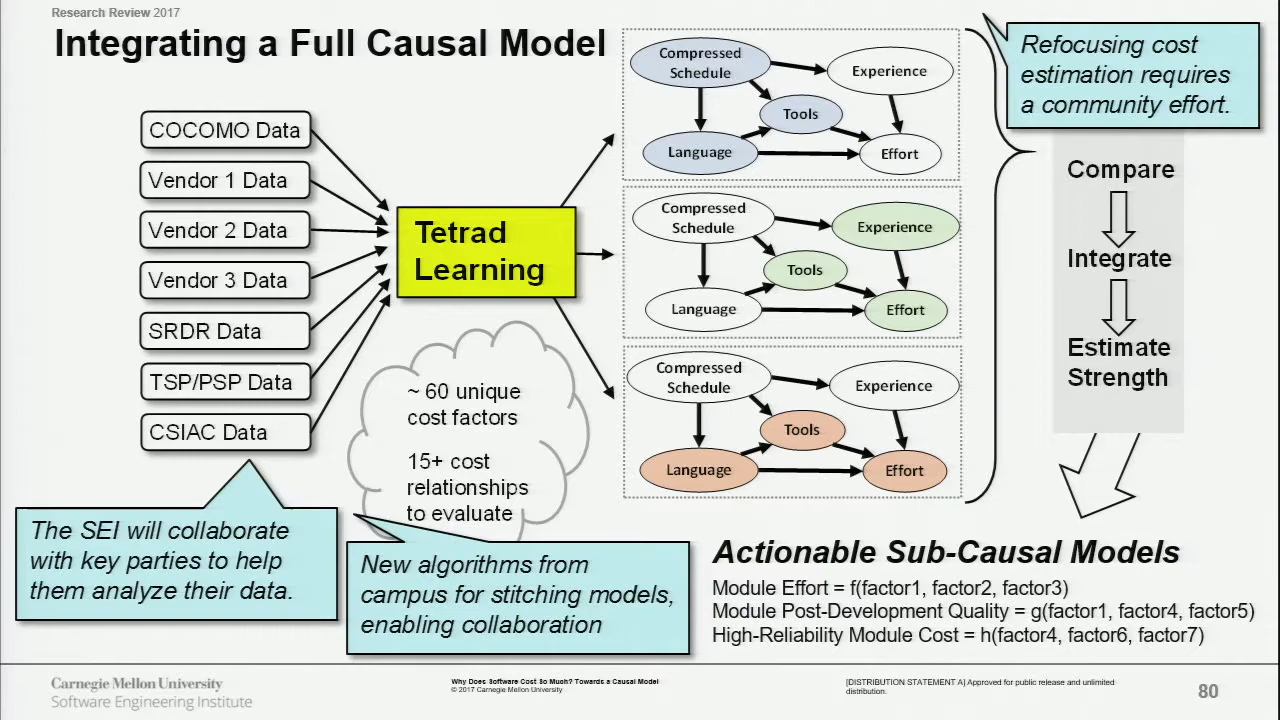 Research Review 2017
Integrating a Full Causal Model
COCOMO Data
Vendor 1 Data
Vendor 2 Data
Vendor 3 Data
SRDR Data
TSP/PSP Data
CSIAC Data
Tetrad
Learning
~ 60 unique
cost factors
15+ cost
relationships
to evaluate
Compressed
Schedule
Experience
Tools
Language
Effort
Compressed
Schedule
Experience
Tools
Language
Effort
Compressed
Schedule
Experience
Tools
Language
Effort
Refocusing cost
estimation requires
a community effort.
Compare
Integrate
Estimate
Strength
The SEI will collaborate
with key parties to help
them analyze their data.
New algorithms from
campus for stitching models,
enabling collaboration
Actionable Sub-Causal Models
Module Effort = f(factor1, factor2, factor3)
Module Post-Development Quality = g(factor1, factor4, factor5)
High-Reliability Module Cost = h(factor4, factor6, factor7)
Carnegie Mellon University
Software Engineering Institute
Why Does Software Cost So Much? Towards a Causal Model
© 2017 Carnegie Mellon University
[DISTRIBUTION STATEMENT A] Approved for public release and unlimited
distribution.
80